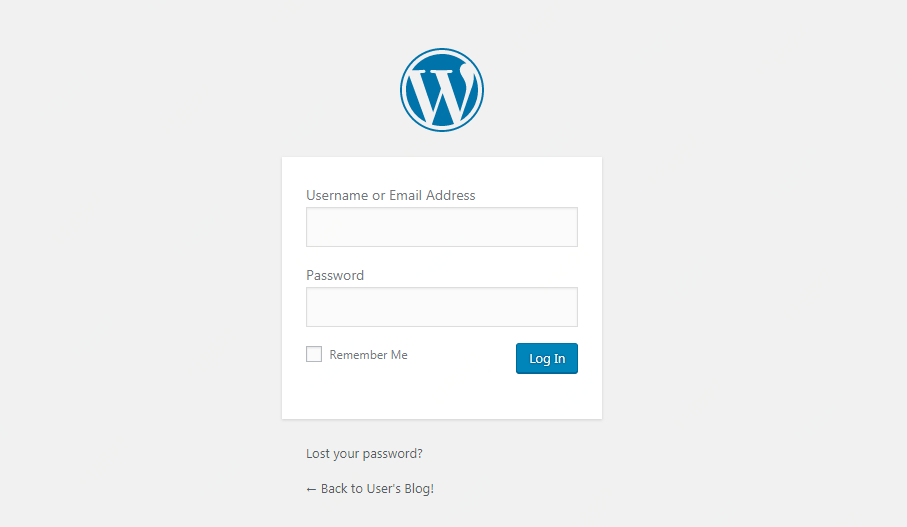 Username or Email Address
Password
Remember Me
Log In
Lost your password?
← Back to User's Blog!